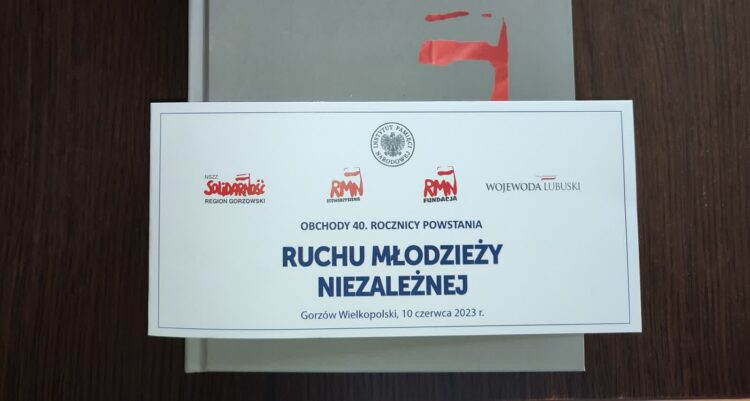 INSTYTUT PAMIĘCI NARODOWEJ
NSZZ
Solidarność
REGION GORZOWSKI
RMN
STOWARZYSZENIE
RMN
FUNDACJA
WOJEWODA LUBUSKI
OBCHODY 40. ROCZNICY POWSTANIA
RUCHU MŁODZIEŻY
NIEZALEŻNEJ
Gorzów Wielkopolski, 10 czerwca 2023 r.